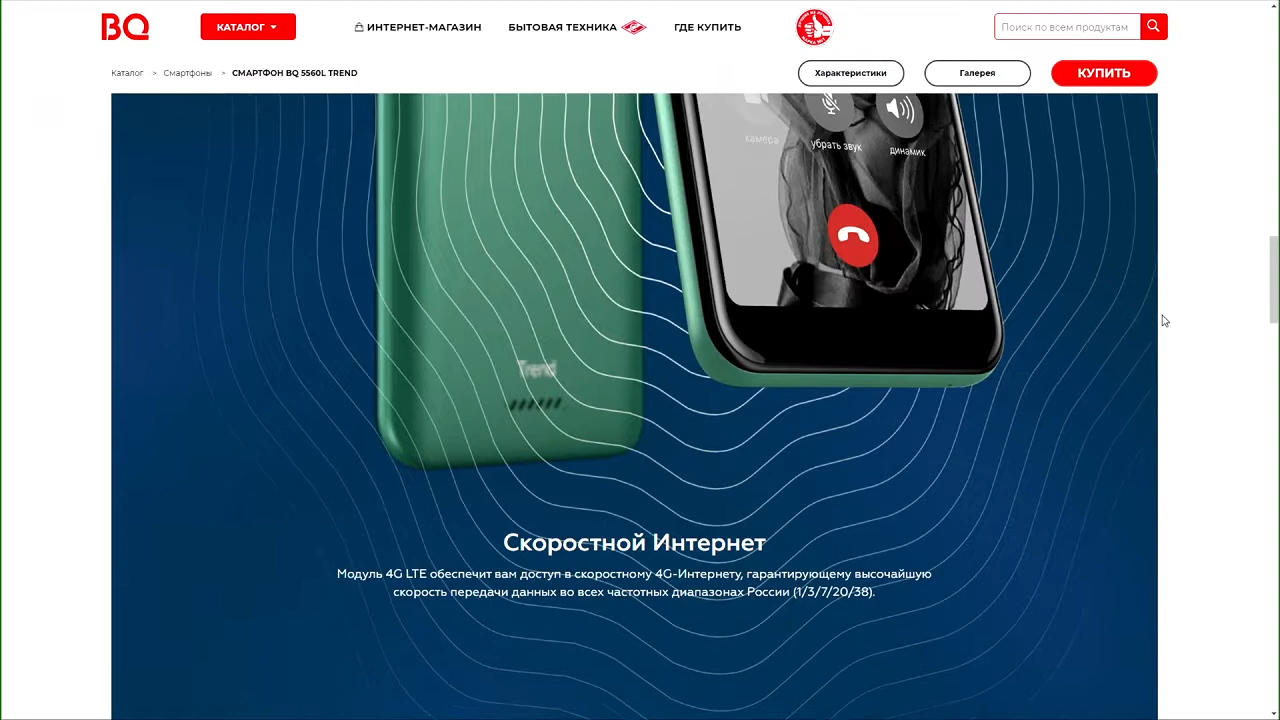 BQ
КАТАЛОГ
ИНТЕРНЕТ-МАГАЗИН
БЫТОВАЯ ТЕХНИКА
ГДЕ КУПИТЬ
Поиск по всем продуктам
Каталог > Смартфоны > СМАРТФОН BQ 5560L TREND
Характеристики
Галерея
КУПИТЬ
камера
убрать звук
динамик
Trend
Скоростной Интернет
Модуль 4G LTE обеспечит вам доступ в скоростному 4G-Интернету, гарантирующему высочайшую
скорость передачи данных во всех частотных диапазонах России (1/3/7/20/38).